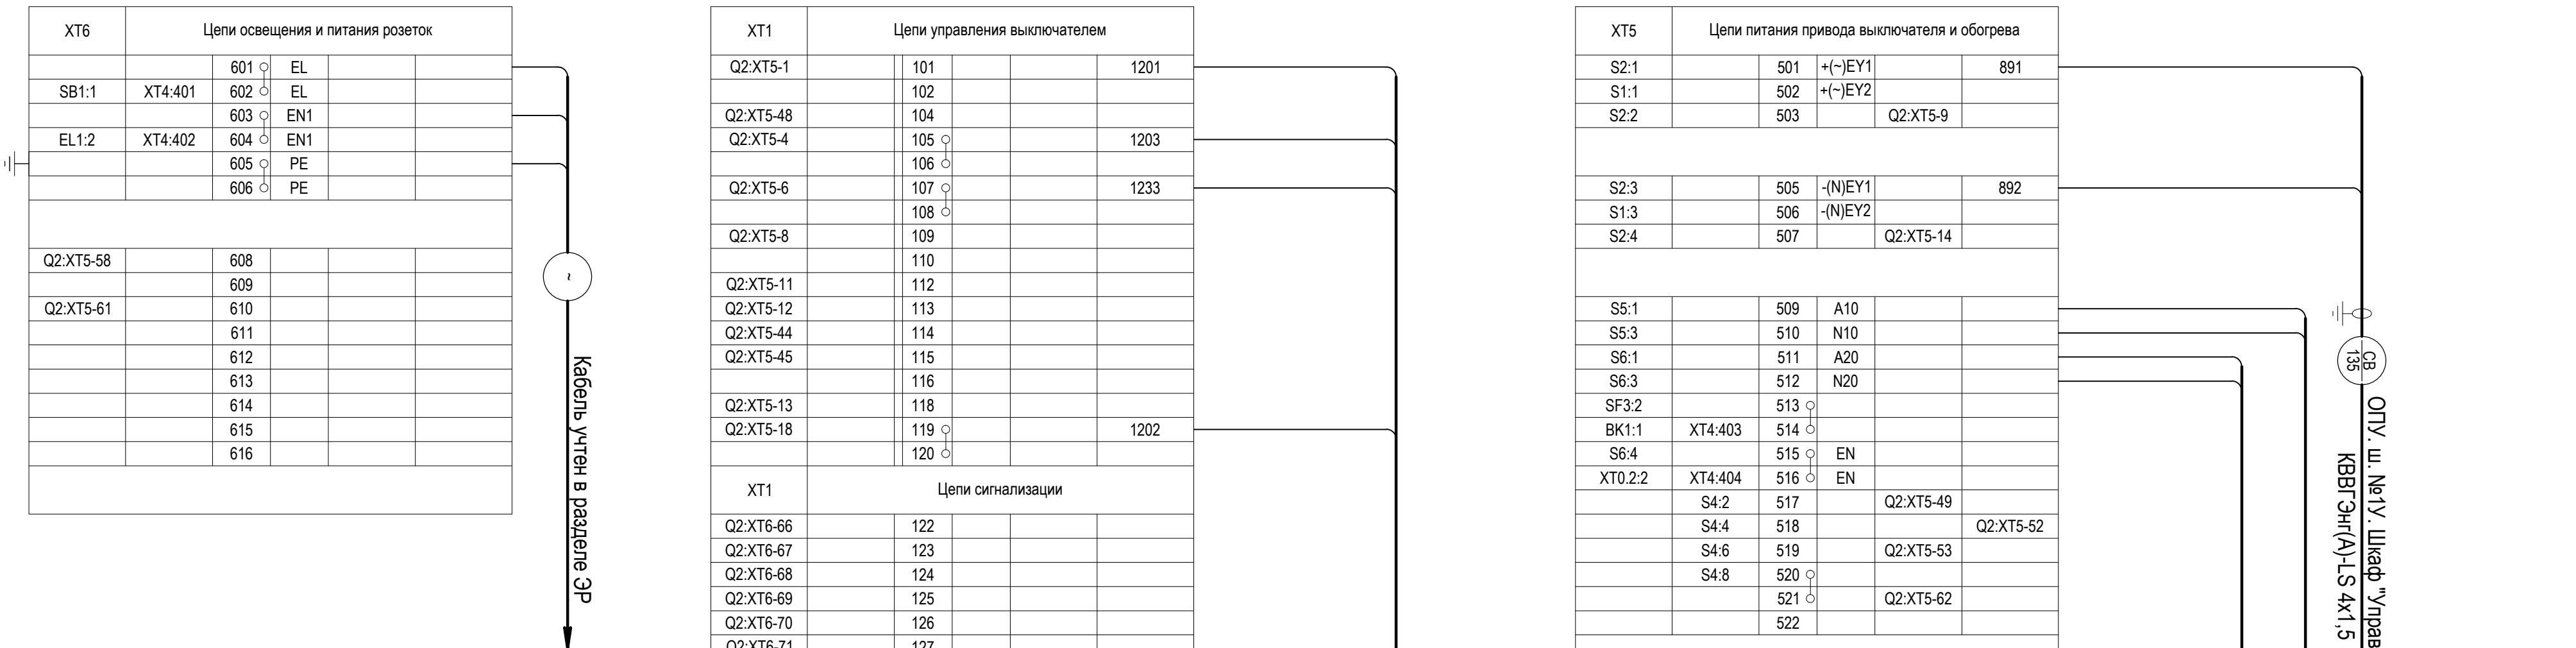 XT6 Цепи освещения и питания розеток
601 EL
SB1:1 XT4:401 602 EL
603 EN1
EL1:2 XT4:402 604 EN1
605 PE
606 PE
Q2:XT5-58 608
609
Q2:XT5-61 610
611
612
613
614
615
616
~
Кабель учтен в разделе ЭР
XT1 Цепи управления выключателем
Q2:XT5-1 101 1201
102
Q2:XT5-48 104
Q2:XT5-4 105 1203
106
Q2:XT5-6 107 1233
108
Q2:XT5-8 109
110
Q2:XT5-11 112
Q2:XT5-12 113
Q2:XT5-44 114
Q2:XT5-45 115
116
Q2:XT5-13 118
Q2:XT5-18 119 1202
120
XT1 Цепи сигнализации
Q2:XT6-66 122
Q2:XT6-67 123
Q2:XT6-68 124
Q2:XT6-69 125
Q2:XT6-70 126
Q2:XT6-71 127
XT5 Цепи питания привода выключателя и обогрева
S2:1 501 +(~)EY1 891
S1:1 502 +(~)EY2
S2:2 503 Q2:XT5-9
S2:3 505 -(N)EY1 892
S1:3 506 -(N)EY2
S2:4 507 Q2:XT5-14
S5:1 509 A10
S5:3 510 N10
S6:1 511 A20
S6:3 512 N20
SF3:2 513
BK1:1 XT4:403 514
S6:4 515 EN
XT0.2:2 XT4:404 516 EN
S4:2 517 Q2:XT5-49
S4:4 518 Q2:XT5-52
S4:6 519 Q2:XT5-53
S4:8 520
521 Q2:XT5-62
522
СВ
135
ОПУ. ш. №1У. Шкаф "Управ
КВВГЭнг(А)-LS 4x1,5